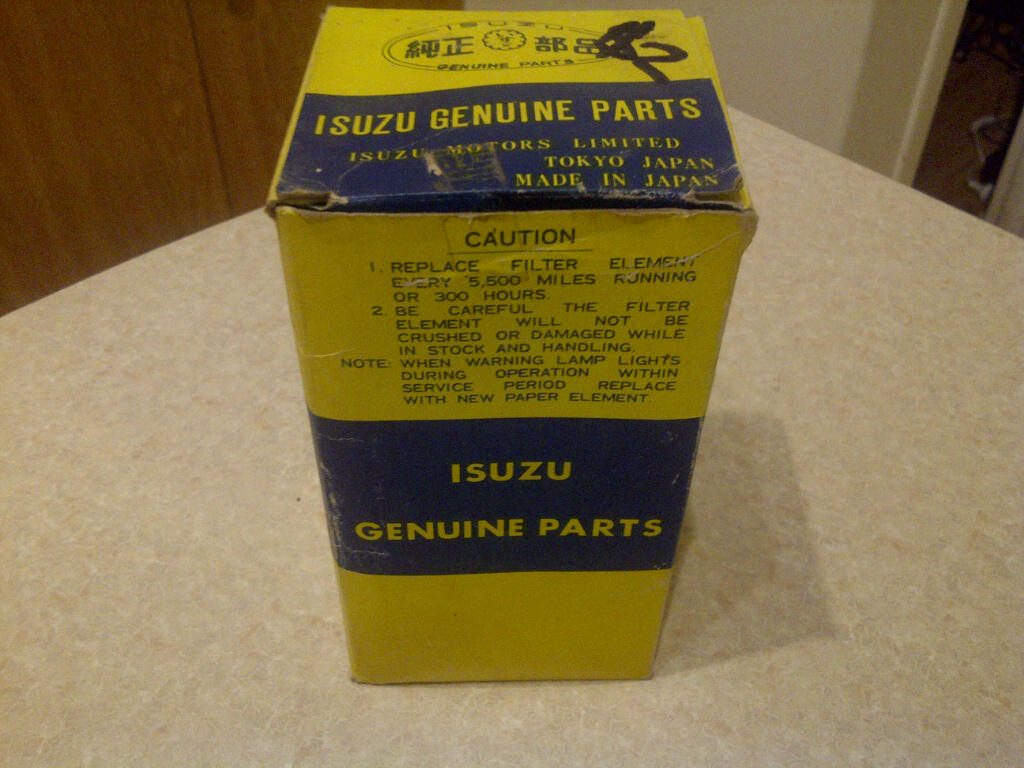 ISUZU
純正 部品
GENUINE PARTS
ISUZU GENUINE PARTS
ISUZU MOTORS LIMITED
TOKYO JAPAN
MADE IN JAPAN
CAUTION
1. REPLACE FILTER ELEMENT
EVERY 5,500 MILES RUNNING
OR 300 HOURS.
2. BE CAREFUL THE FILTER
ELEMENT WILL NOT BE
CRUSHED OR DAMAGED WHILE
IN STOCK AND HANDLING.
NOTE: WHEN WARNING LAMP LIGHTS
DURING OPERATION WITHIN
SERVICE PERIOD REPLACE
WITH NEW PAPER ELEMENT.
ISUZU
GENUINE PARTS